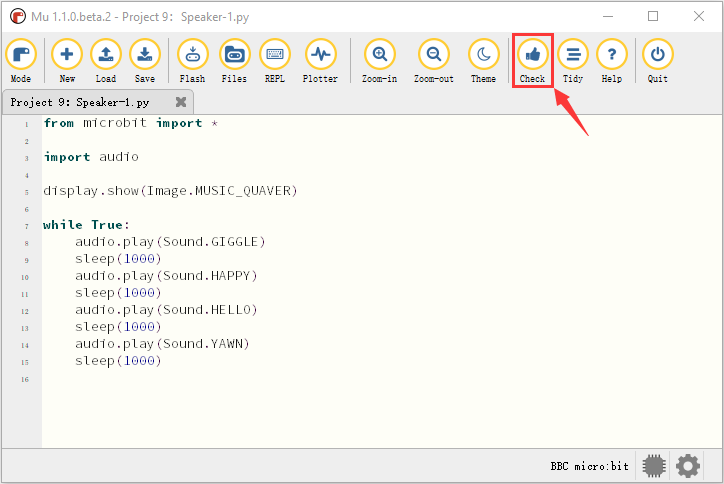 Mu 1.1.0.beta.2 - Project 9: Speaker-1.py
Mode New Load Save Flash Files REPL Plotter Zoom-in Zoom-out Theme Check Tidy Help Quit
Project 9: Speaker-1.py
1 from microbit import *
2
3 import audio
4
5 display.show(Image.MUSIC_QUAVER)
6
7 while True:
8     audio.play(Sound.GIGGLE)
9     sleep(1000)
10     audio.play(Sound.HAPPY)
11     sleep(1000)
12     audio.play(Sound.HELLO)
13     sleep(1000)
14     audio.play(Sound.YAWN)
15     sleep(1000)
16
BBC micro:bit